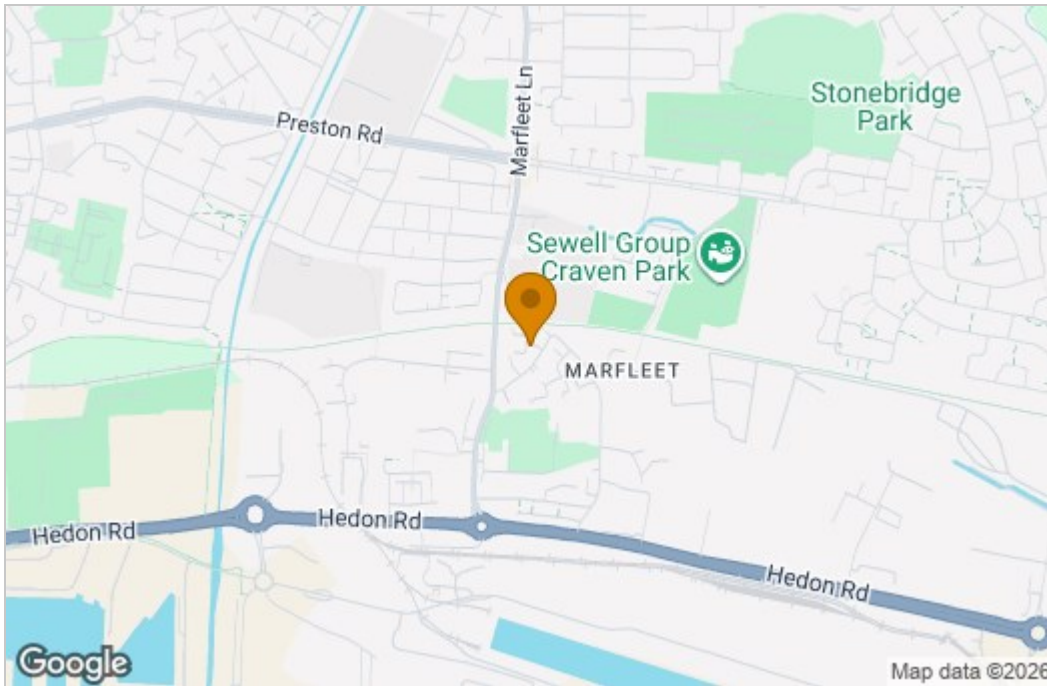 Marfleet Ln
Preston Rd
Stonebridge
Park
Sewell Group
Craven Park
MARFLEET
Hedon Rd
Hedon Rd
Hedon Rd
Google
Map data ©2026